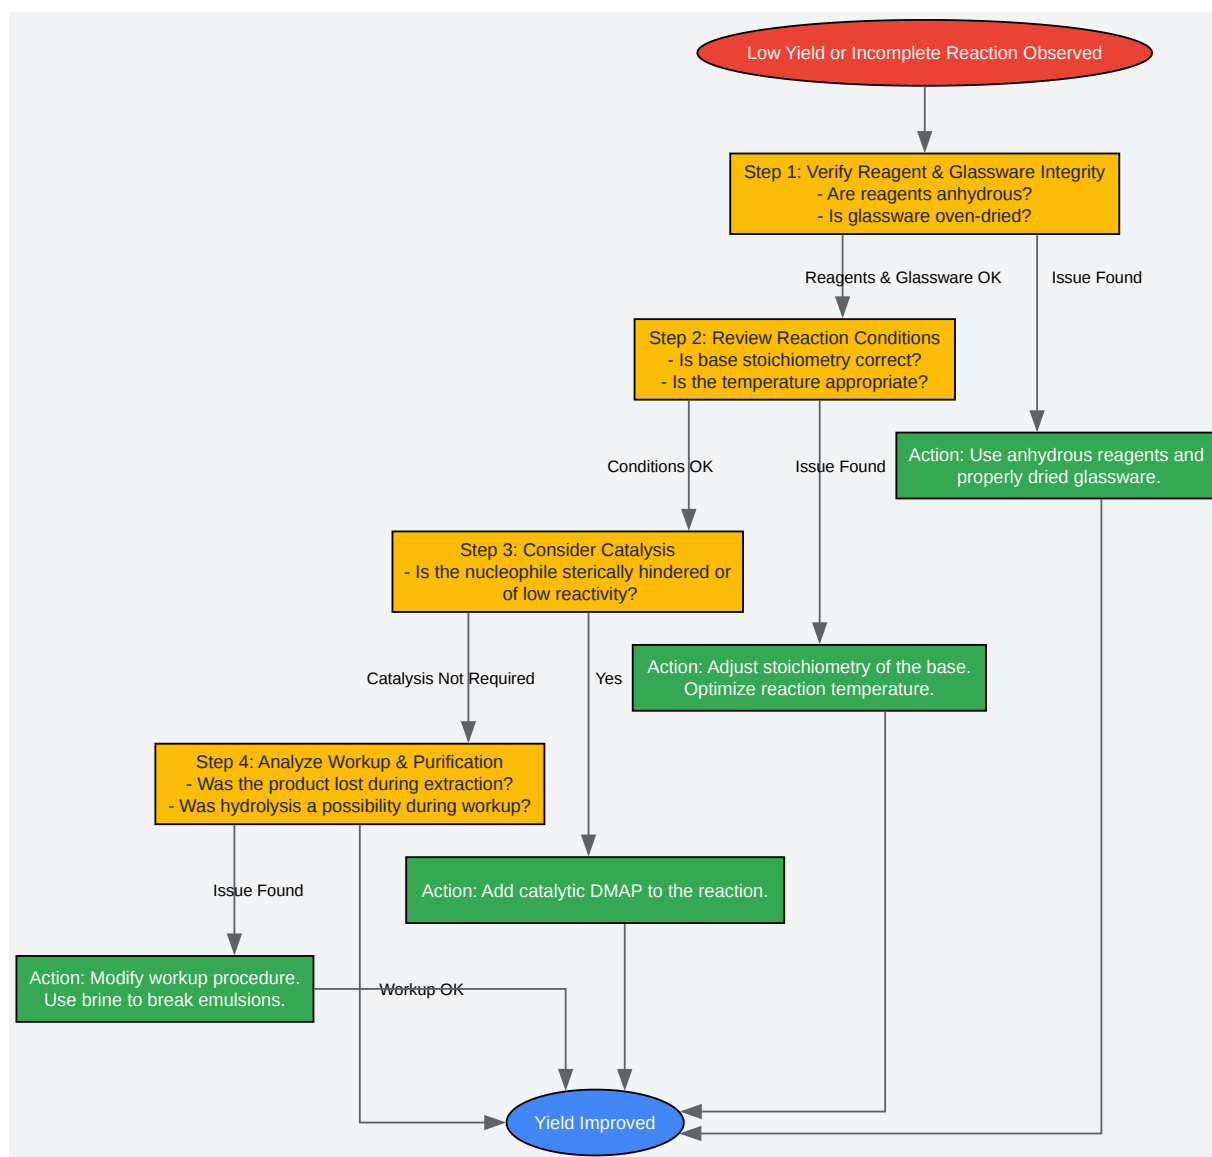 Low Yield or Incomplete Reaction Observed
Step 1: Verify Reagent & Glassware Integrity
- Are reagents anhydrous?
- Is glassware oven-dried?
Reagents & Glassware OK
Issue Found
Step 2: Review Reaction Conditions
- Is base stoichiometry correct?
- Is the temperature appropriate?
Conditions OK
Issue Found
Action: Use anhydrous reagents and
properly dried glassware.
Step 3: Consider Catalysis
- Is the nucleophile sterically hindered or
of low reactivity?
Catalysis Not Required
Yes
Action: Adjust stoichiometry of the base.
Optimize reaction temperature.
Step 4: Analyze Workup & Purification
- Was the product lost during extraction?
- Was hydrolysis a possibility during workup?
Issue Found
Action: Add catalytic DMAP to the reaction.
Action: Modify workup procedure.
Use brine to break emulsions.
Workup OK
Yield Improved